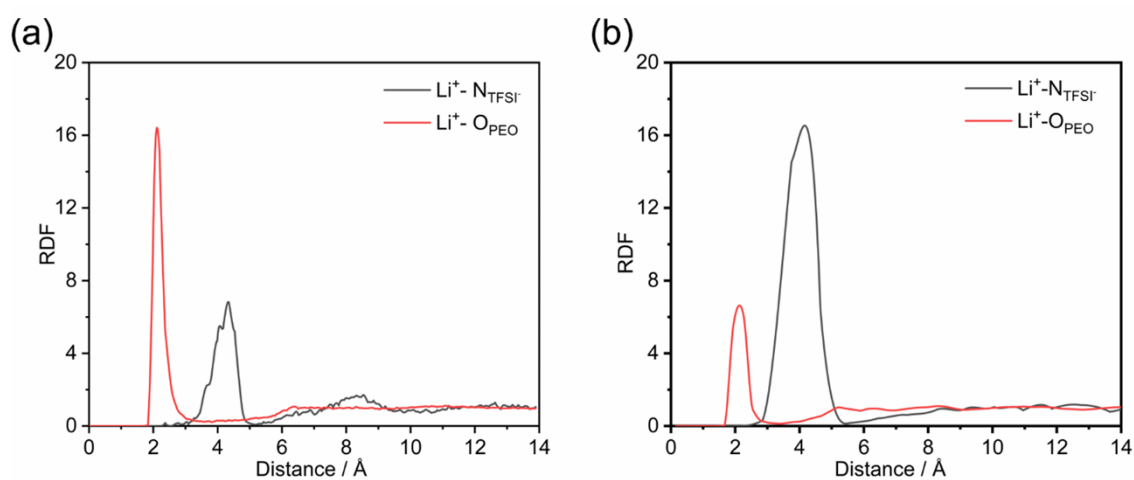 (a)
20
16
12
8
4
0
RDF
Li⁺- N_TFSI⁻
Li⁺- O_PEO
0 2 4 6 8 10 12 14
Distance / Å
(b)
20
16
12
8
4
0
RDF
Li⁺-N_TFSI⁻
Li⁺-O_PEO
0 2 4 6 8 10 12 14
Distance / Å